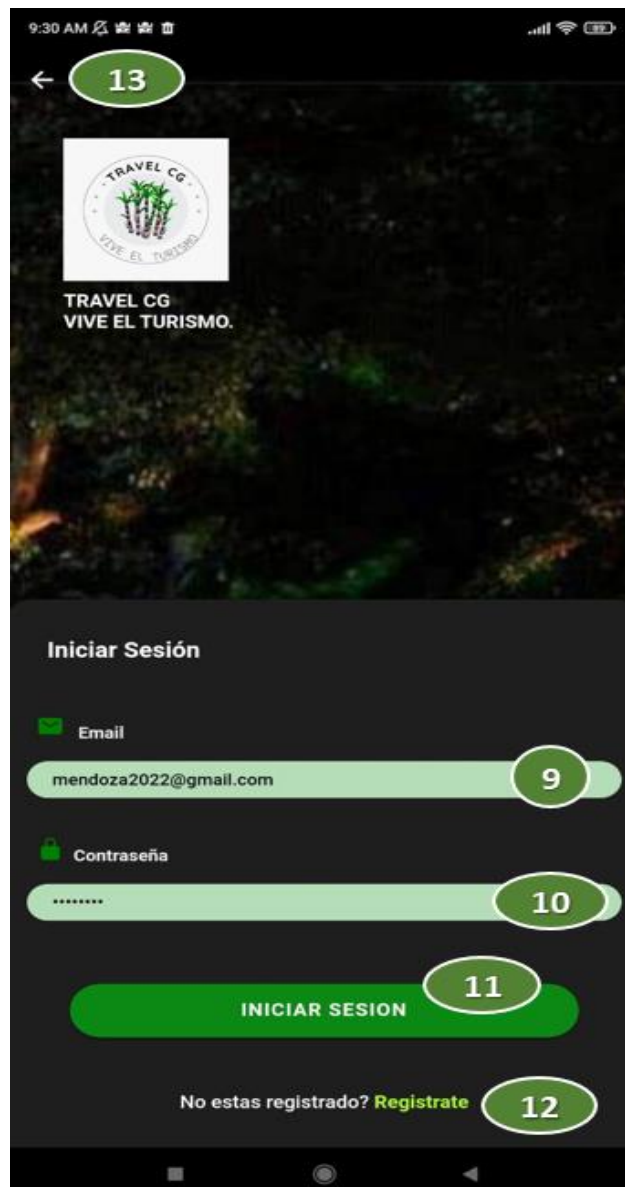 9:30 AM
89
13
TRAVEL CG
VIVE EL TURISMO
TRAVEL CG
VIVE EL TURISMO.
Iniciar Sesión
Email
mendoza2022@gmail.com
9
Contraseña
••••••••
10
11
INICIAR SESION
No estas registrado? Registrate
12